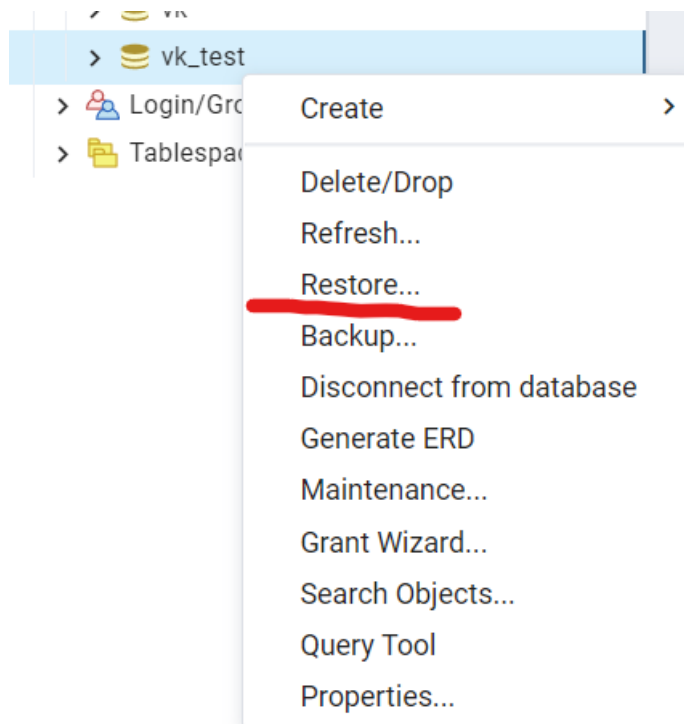 vk
vk_test
Login/Gro
Tablespac
Create
Delete/Drop
Refresh...
Restore...
Backup...
Disconnect from database
Generate ERD
Maintenance...
Grant Wizard...
Search Objects...
Query Tool
Properties...